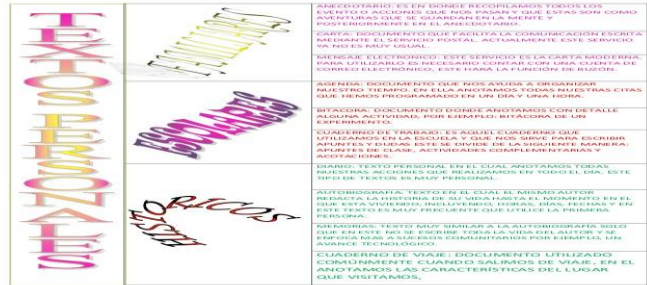 TEXTOS PERSONALES
FAMILIARES
ESCOLARES
HISTÓRICOS
ANECDOTARIO: ES EN DONDE RECOPILAMOS TODOS LOS
EVENTO O ACCIONES QUE NOS PASAN Y QUE ESTAS SON COMO
AVENTURAS QUE SE GUARDAN EN LA MENTE Y
POSTERIORMENTE EN EL ANECDOTARIO.
CARTA: DOCUMENTO QUE FACILITA LA COMUNICACIÓN ESCRITA
MEDIANTE EL SERVICIO POSTAL. ACTUALMENTE ESTE SERVICIO
YA NO ES MUY USUAL.
MENSAJE ELECTRONICO: ESTE SERVICIO ES LA CARTA MODERNA.
PARA UTILIZARLO ES NECESARIO CONTAR CON UNA CUENTA DE
CORREO ELECTRÓNICO, ESTE HARÁ LA FUNCIÓN DE BUZÓN.
AGENDA: DOCUMENTO QUE NOS AYUDA A ORGANIZAR
NUESTRO TIEMPO. EN ELLA ANOTAMOS TODAS NUESTRAS CITAS
QUE HEMOS PROGRAMADO EN UN DÍA Y UNA HORA.
BITACORA: DOCUMENTO DONDE ANOTAMOS CON DETALLE
ALGUNA ACTIVIDAD, POR EJEMPLO: BITÁCORA DE UN
EXPERIMENTO.
CUADERNO DE TRABAJO: ES AQUEL CUADERNO QUE
UTILIZAMOS EN LA ESCUELA Y QUE NOS SIRVE PARA ESCRIBIR
APUNTES Y DUDAS ESTE SE DIVIDE DE LA SIGUIENTE MANERA:
APUNTES DE CLASE, ACTIVIDADES COMPLEMENTARIAS Y
ACOTACIONES.
DIARIO: TEXTO PERSONAL EN EL CUAL ANOTAMOS TODAS
NUESTRAS ACCIONES QUE REALIZAMOS EN TODO EL DÍA. ESTE
TIPO DE TEXTOS ES MUY PERSONAL.
AUTOBIOGRAFIA: TEXTO EN EL CUAL EL MISMO AUTOR
REDACTA LA HISTORIA DE SU VIDA HASTA EL MOMENTO EN EL
QUE ESTA VIVIENDO, INCLUYENDO, HORAS, DÍAS, FECHAS Y EN
ESTE TEXTO ES MUY FRECUENTE QUE UTILICE LA PRIMERA
PERSONA.
MEMORIAS: TEXTO MUY SIMILAR A LA AUTOBIOGRAFÍA SOLO
QUE EN ESTE NO SE ESCRIBE TODA LA VIDA DEL AUTOR Y SE
ENFOCA MAS A SUCESOS COMUNITARIOS POR EJEMPLO, UN
AVANCE TECNOLÓGICO.
CUADERNO DE VIAJE: DOCUMENTO UTILIZADO
COMÚNMENTE CUANDO SALIMOS DE VIAJE, EN EL
ANOTAMOS LAS CARACTERÍSTICAS DEL LUGAR
QUE VISITAMOS,